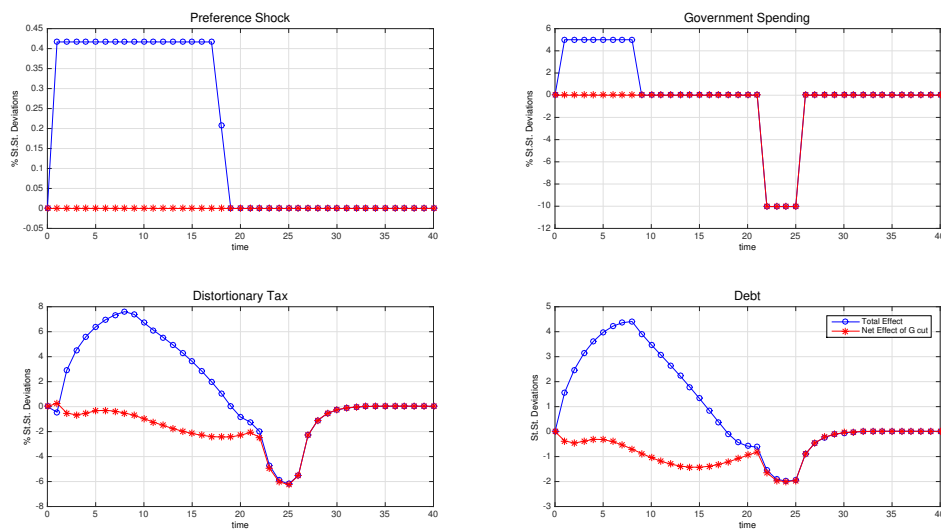 Preference Shock
0.45
0.4
0.35
0.3
0.25
0.2
0.15
0.1
0.05
0
-0.05
% St.St. Deviations
0 5 10 15 20 25 30 35 40
time
Government Spending
6
4
2
0
-2
-4
-6
-8
-10
-12
% St.St. Deviations
0 5 10 15 20 25 30 35 40
time
Distortionary Tax
8
6
4
2
0
-2
-4
-6
-8
% St.St. Deviations
0 5 10 15 20 25 30 35 40
time
Debt
5
4
3
2
1
0
-1
-2
-3
St.St. Deviations
0 5 10 15 20 25 30 35 40
time
Total Effect
Net Effect of G cut